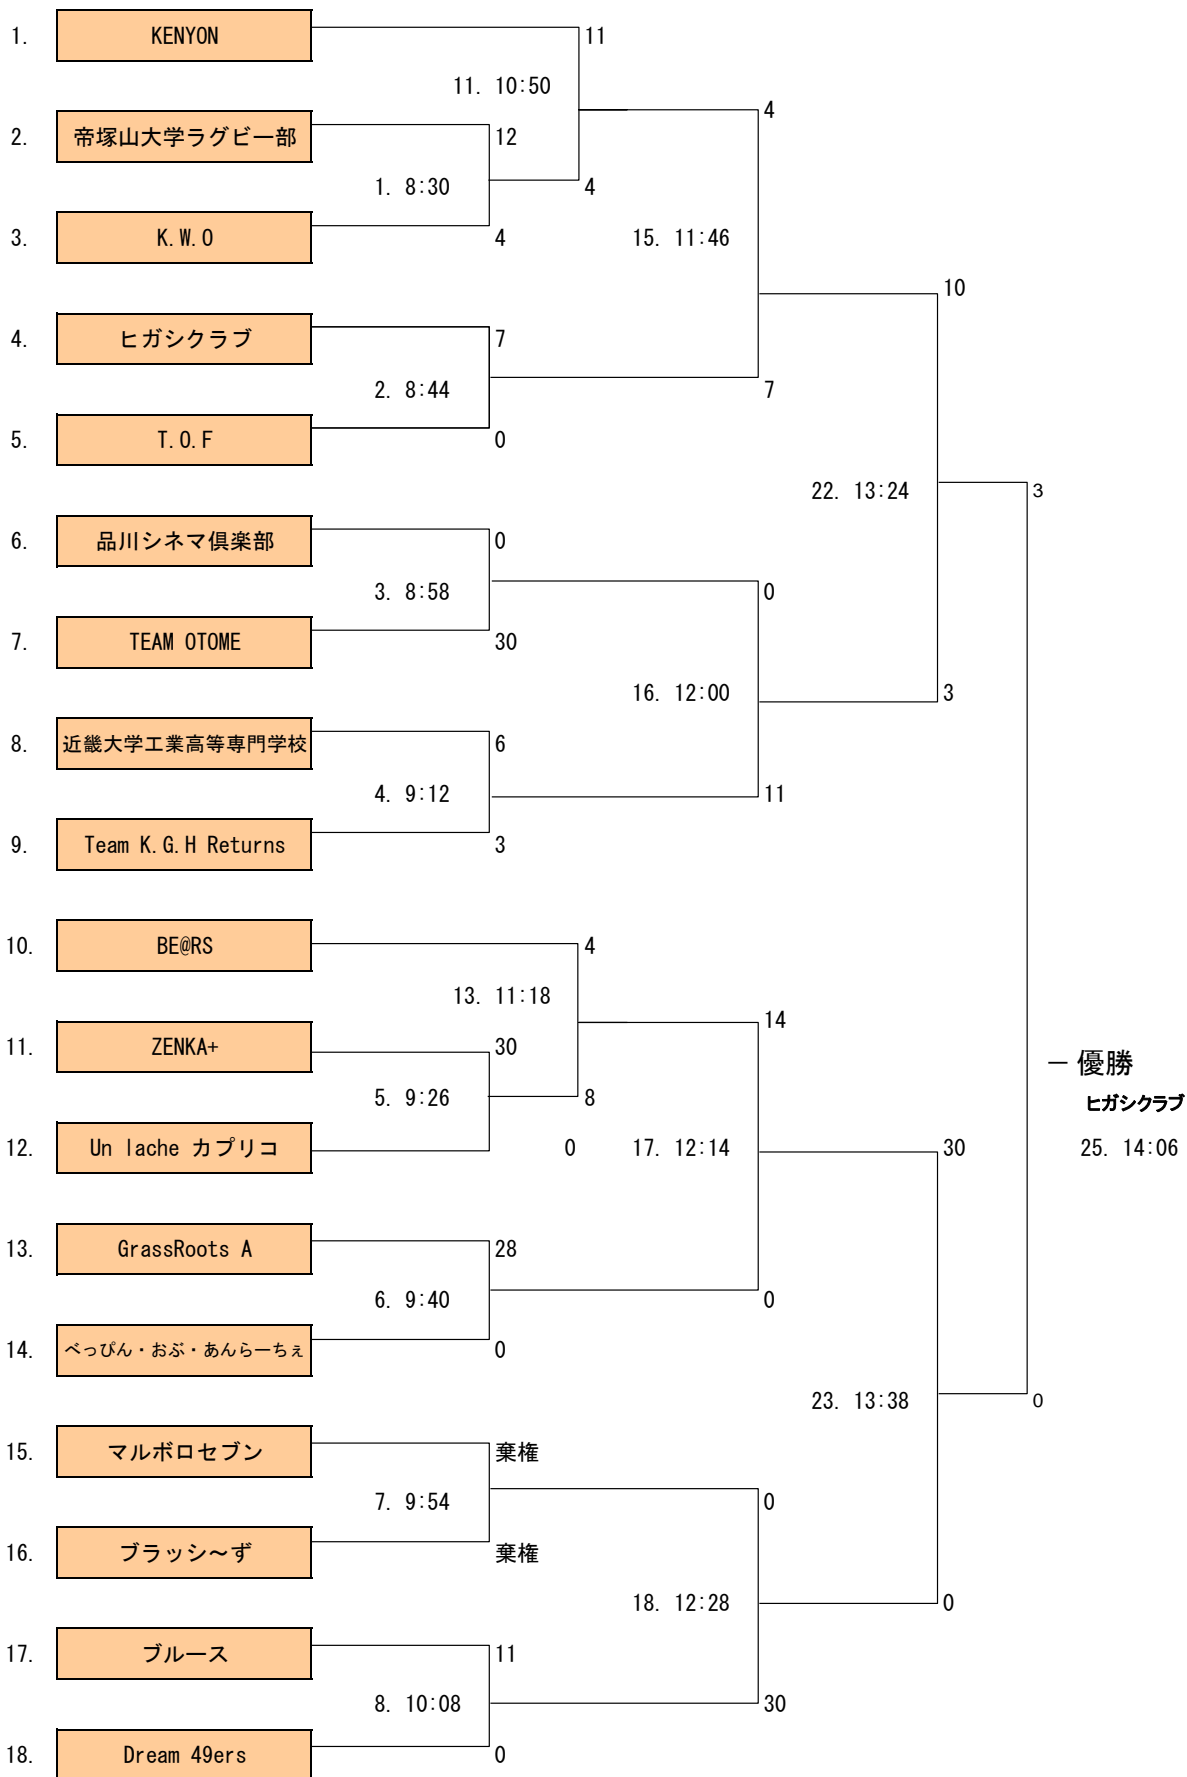 1. KENYON 11
11. 10:50
4
2. 帝塚山大学ラグビー部 12
1. 8:30 4
3. K.W.O 4 15. 11:46
10
4. ヒガシクラブ 7
2. 8:44 7
5. T.O.F 0
22. 13:24 3
6. 品川シネマ倶楽部 0
3. 8:58 0
7. TEAM OTOME 30
16. 12:00 3
8. 近畿大学工業高等専門学校 6
4. 9:12 11
9. Team K.G.H Returns 3
10. BE@RS 4
13. 11:18
14
11. ZENKA+ 30
－ 優勝
5. 9:26 8
ヒガシクラブ
12. Un lache カプリコ 0 17. 12:14 30 25. 14:06
13. GrassRoots A 28
6. 9:40 0
14. べっぴん・おぶ・あんらーちぇ 0
23. 13:38 0
15. マルボロセブン 棄権
7. 9:54 0
16. ブラッシ～ず 棄権
18. 12:28 0
17. ブルース 11
8. 10:08 30
18. Dream 49ers 0